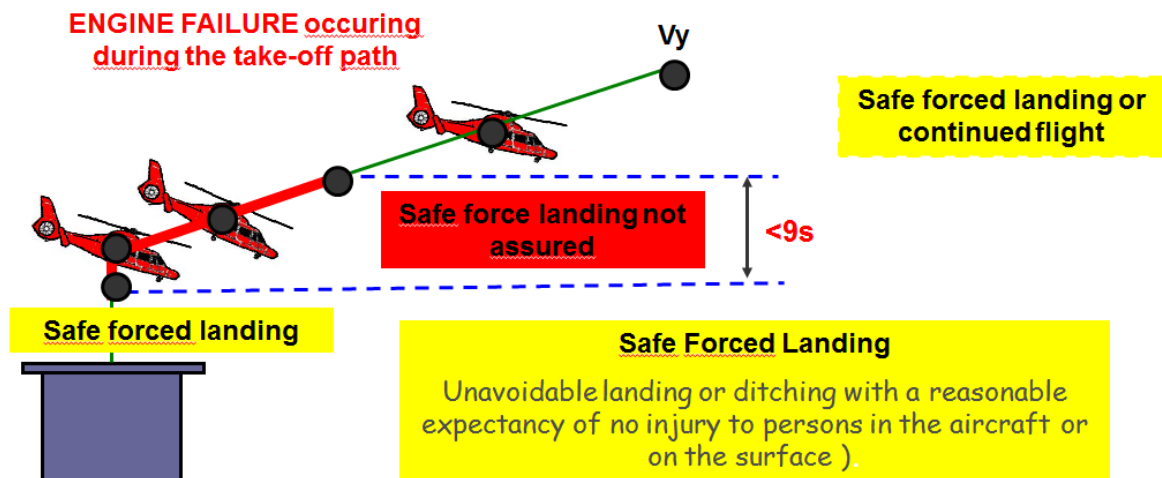 ENGINE FAILURE occuring
during the take-off path
Vy
Safe forced landing or
continued flight
Safe force landing not
assured
<9s
Safe forced landing
Safe Forced Landing
Unavoidable landing or ditching with a reasonable
expectancy of no injury to persons in the aircraft or
on the surface ).